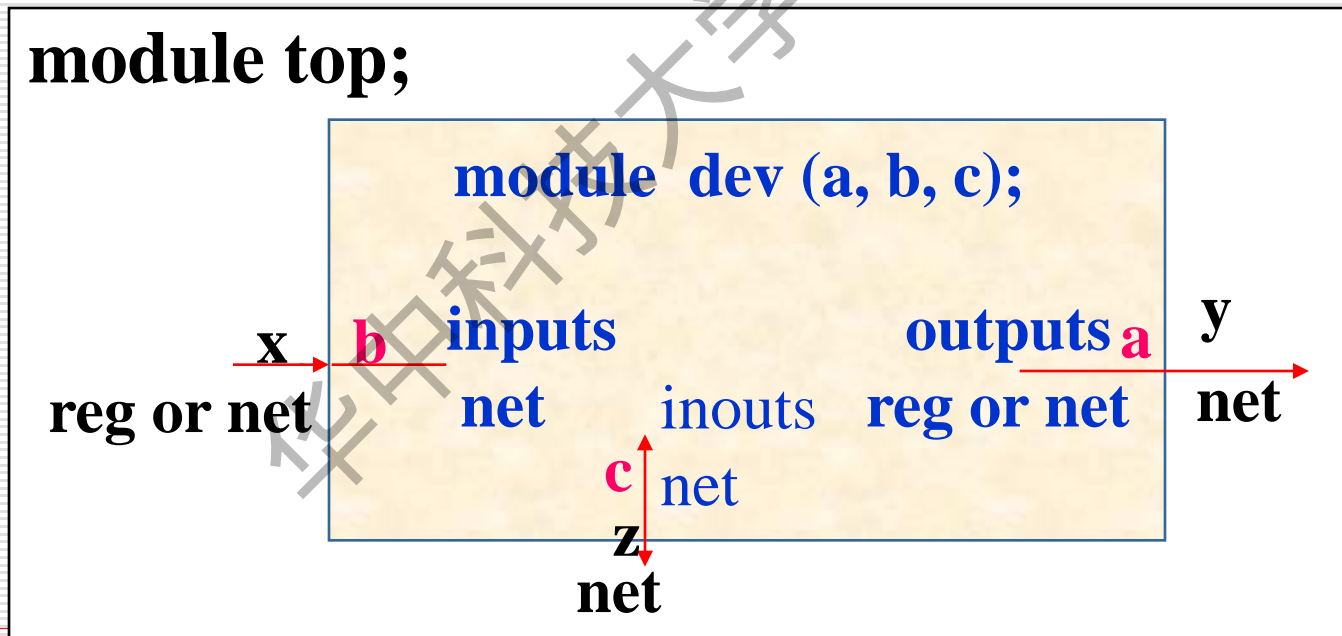 module top;
module dev (a, b, c);
x b inputs outputs a y
reg or net net inouts reg or net net
c net
z
net
华中科技大学